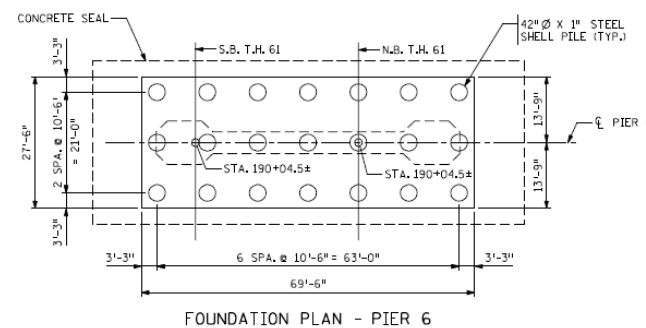 CONCRETE SEAL
42" Ø X 1" STEEL
SHELL PILE (TYP.)
S.B. T.H. 61
N.B. T.H. 61
3'-3"
27'-6"
2 SPA. @ 10'-6"
= 21'-0"
3'-3"
13'-9"
13'-9"
℄ PIER
STA. 190+04.5±
STA. 190+04.5±
3'-3"
6 SPA. @ 10'-6" = 63'-0"
3'-3"
69'-6"
FOUNDATION PLAN - PIER 6